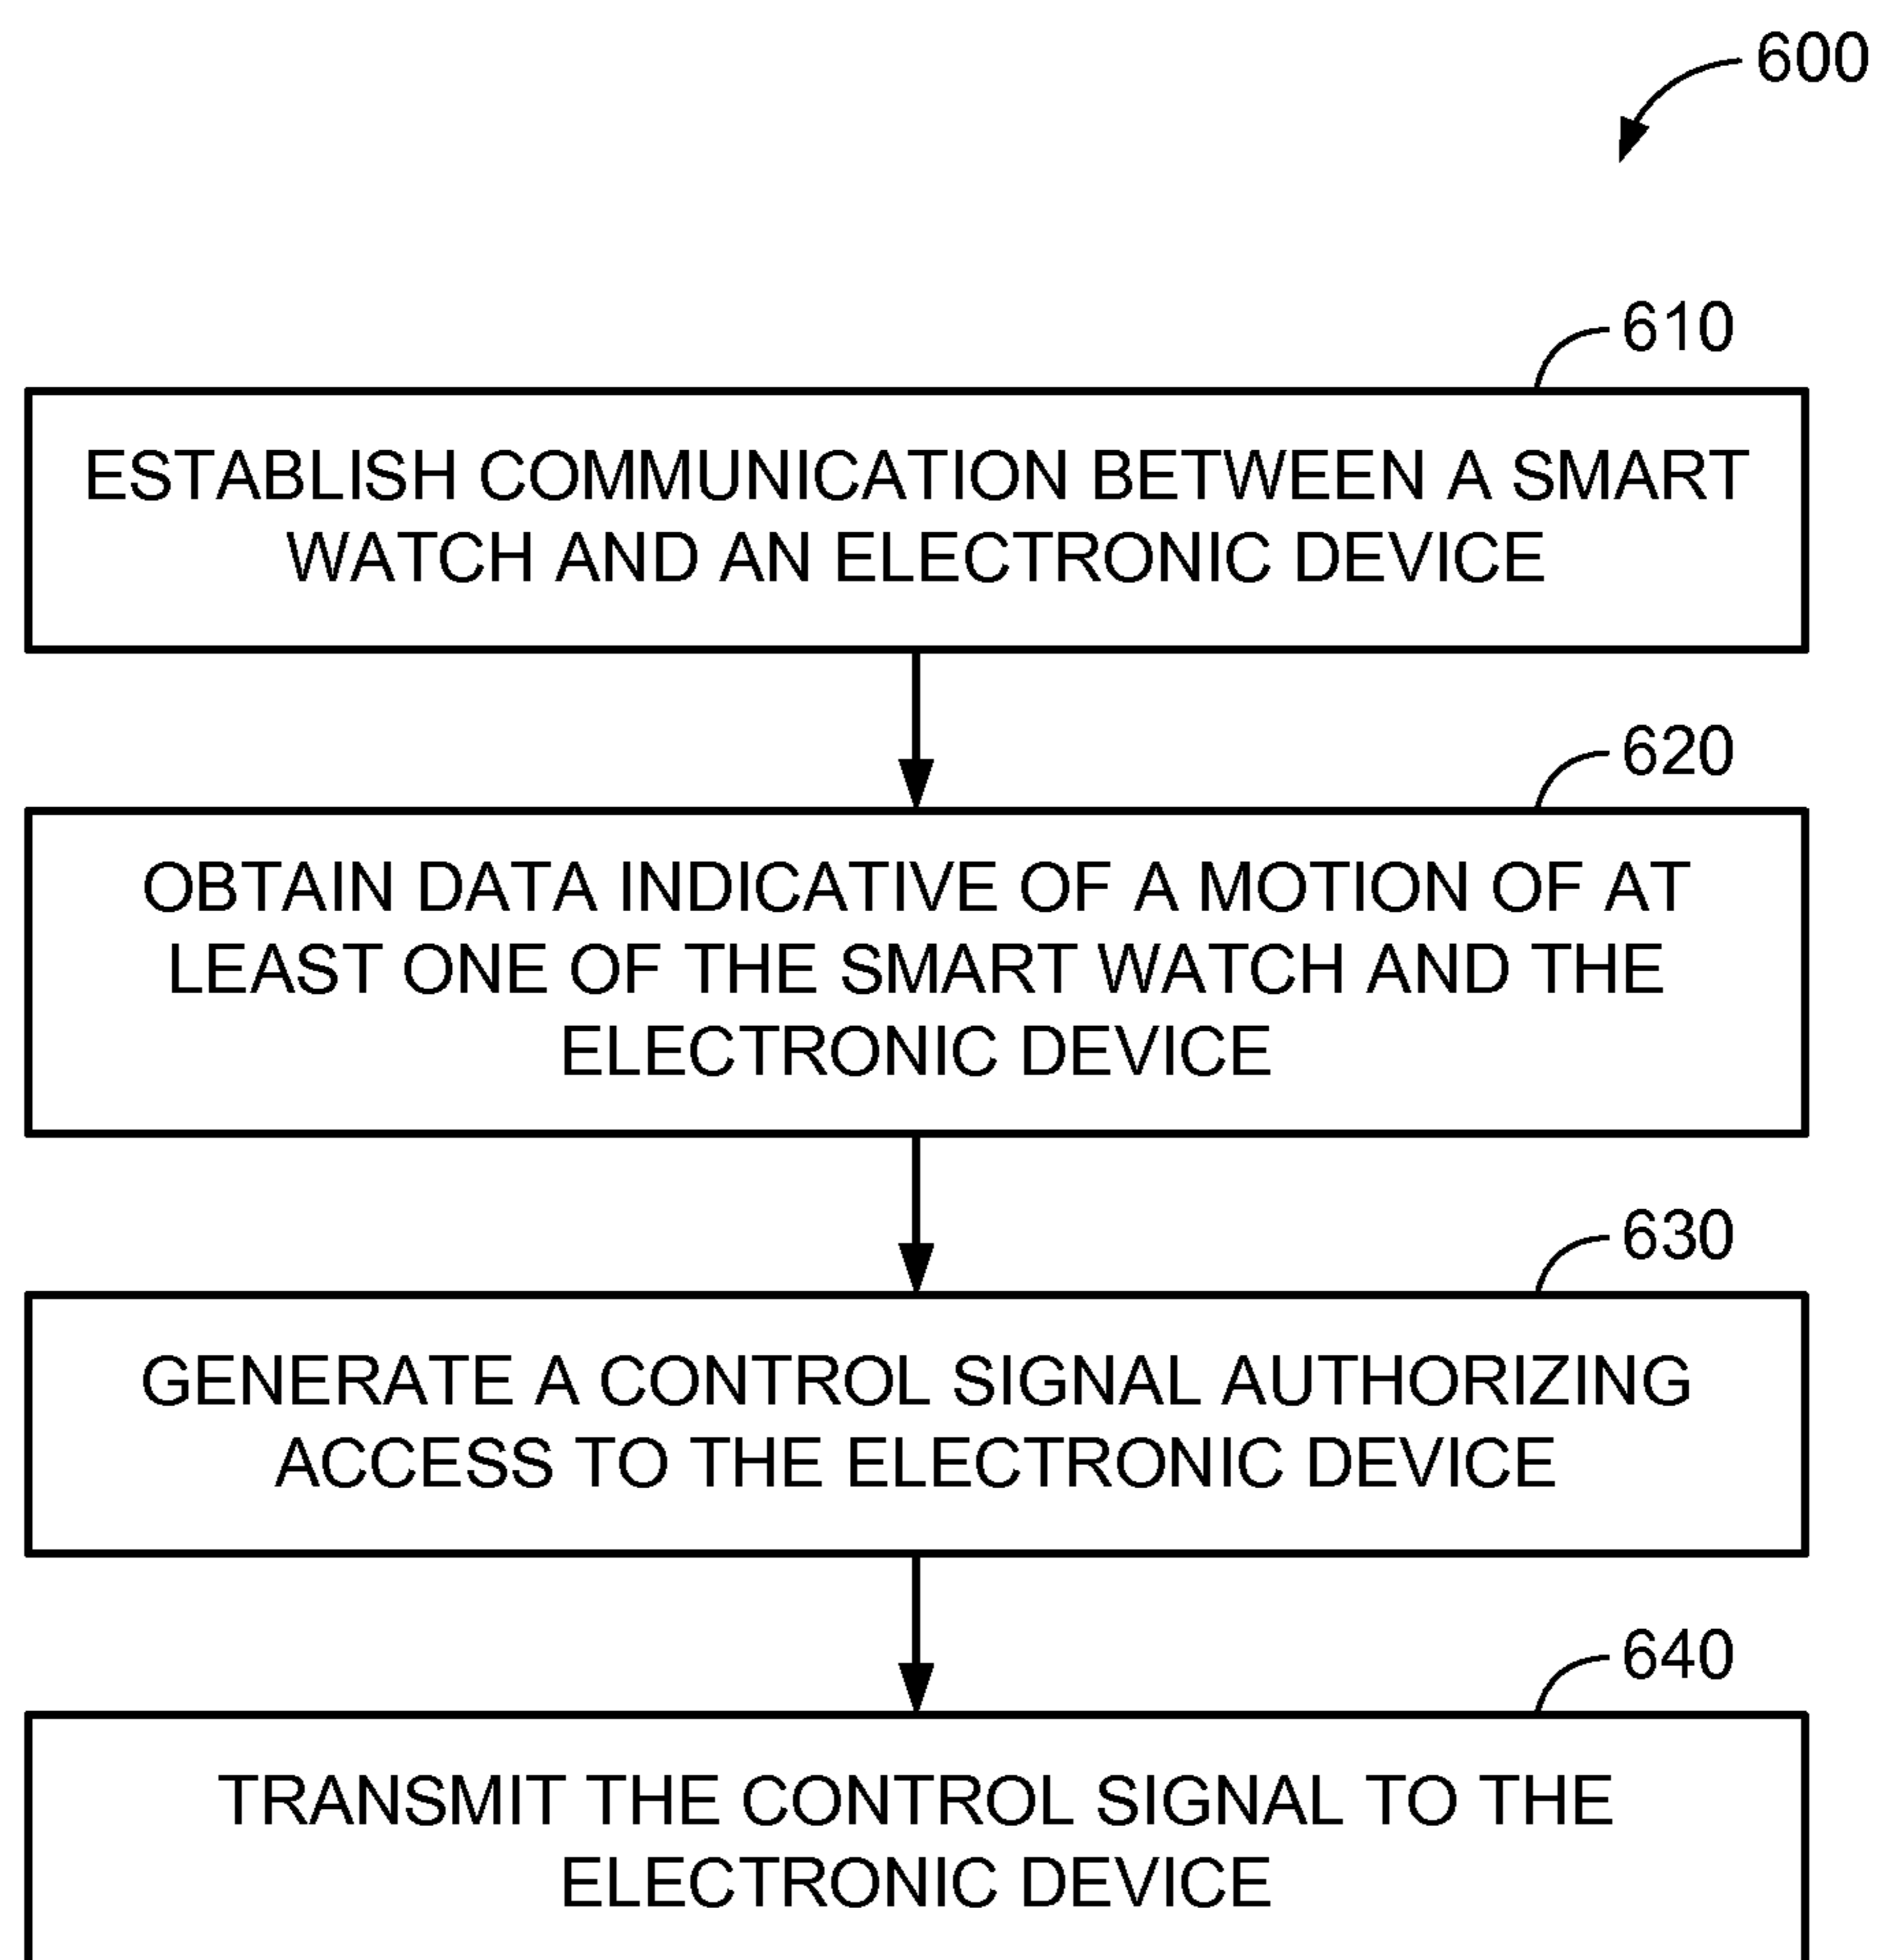 600
610
ESTABLISH COMMUNICATION BETWEEN A SMART
WATCH AND AN ELECTRONIC DEVICE
620
OBTAIN DATA INDICATIVE OF A MOTION OF AT
LEAST ONE OF THE SMART WATCH AND THE
ELECTRONIC DEVICE
630
GENERATE A CONTROL SIGNAL AUTHORIZING
ACCESS TO THE ELECTRONIC DEVICE
640
TRANSMIT THE CONTROL SIGNAL TO THE
ELECTRONIC DEVICE